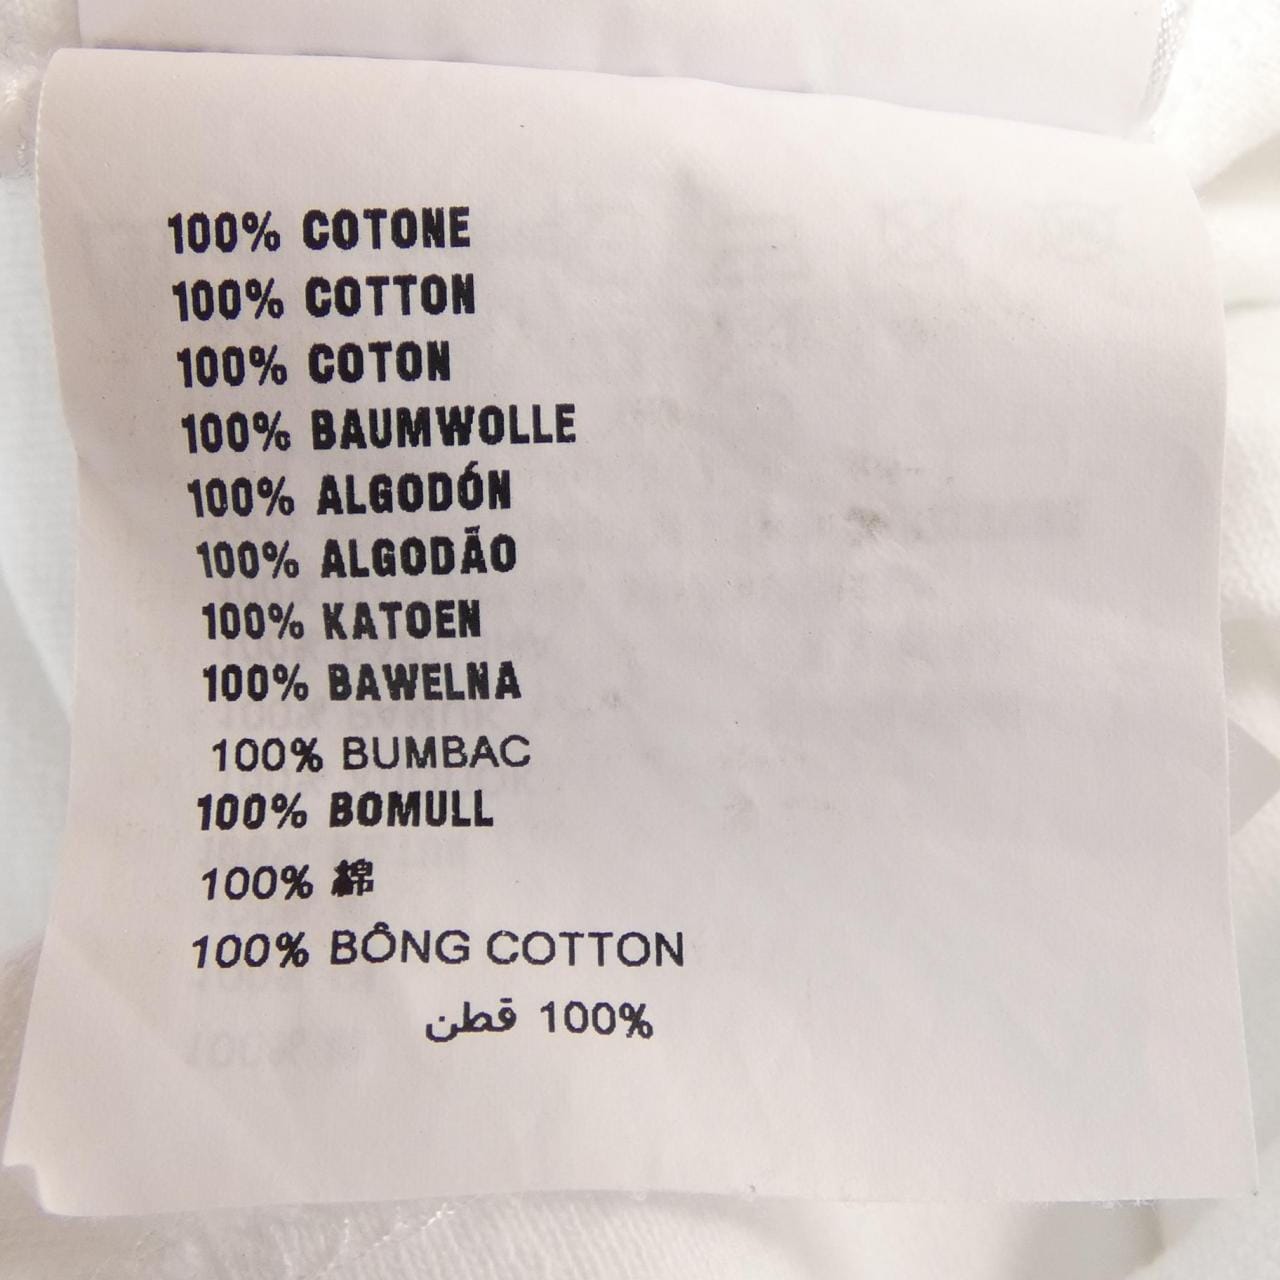 100% COTONE
100% COTTON
100% COTON
100% BAUMWOLLE
100% ALGODÓN
100% ALGODÃO
100% KATOEN
100% BAWELNA
100% BUMBAC
100% BOMULL
100% 綿
100% BÔNG COTTON
100% قطن